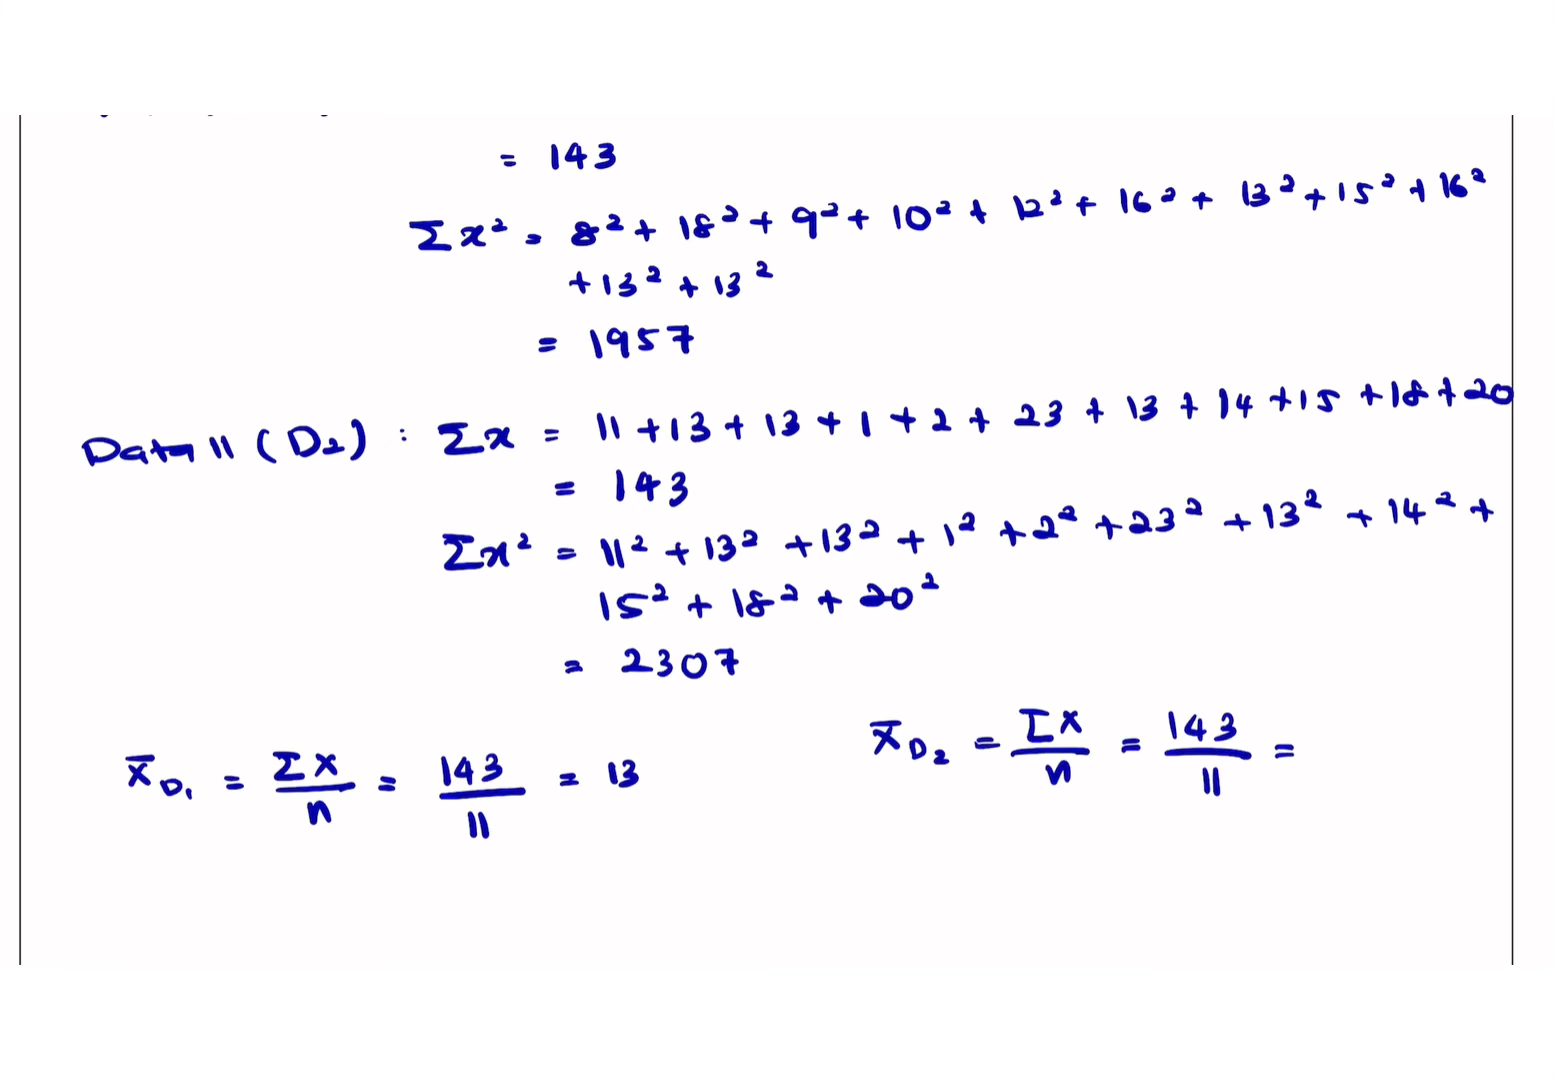 = 143
Σx² = 8² + 18² + 9² + 10² + 12² + 16² + 13² + 15² + 16²
+ 13² + 13²
= 1957
Data 11 (D₂) : Σx = 11 + 13 + 13 + 1 + 2 + 23 + 13 + 14 + 15 + 18 + 20
= 143
Σx² = 11² + 13² + 13² + 1² + 2² + 23² + 13² + 14² +
15² + 18² + 20²
= 2307
x̄ D₁ = Σx/n = 143/11 = 13
x̄ D₂ = Σx/n = 143/11 =